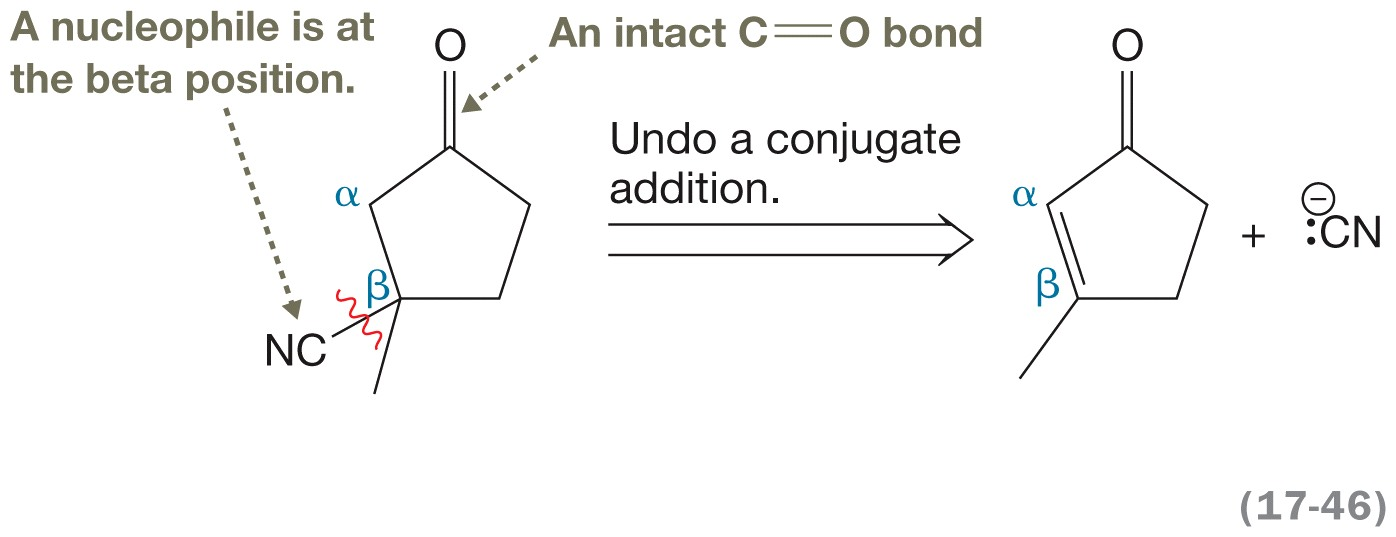 A nucleophile is at
the beta position.
O
An intact C=O bond
O
Undo a conjugate
addition.
α
α
+
⊖
:CN
β
β
NC
(17-46)